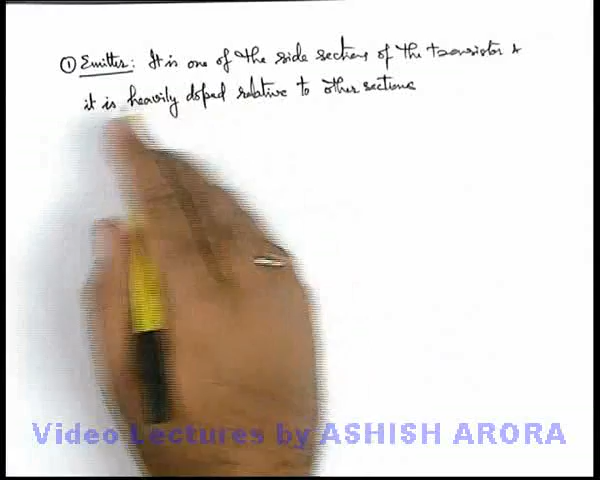 ① Emitter: It is one of the side sections of the transistor &
it is heavily doped relative to other sections
Video Lectures by ASHISH ARORA